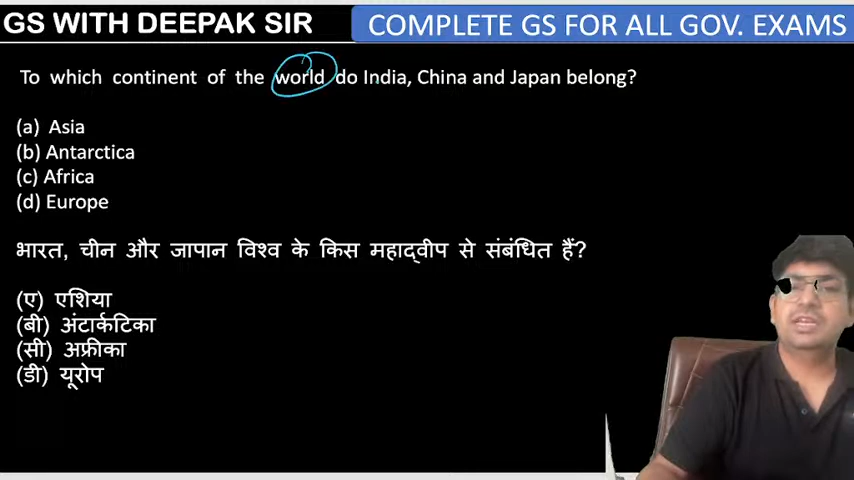 GS WITH DEEPAK SIR
COMPLETE GS FOR ALL GOV. EXAMS
To which continent of the world do India, China and Japan belong?
(a) Asia
(b) Antarctica
(c) Africa
(d) Europe
भारत, चीन और जापान विश्व के किस महाद्वीप से संबंधित हैं?
(ए) एशिया
(बी) अंटार्कटिका
(सी) अफ्रीका
(डी) यूरोप